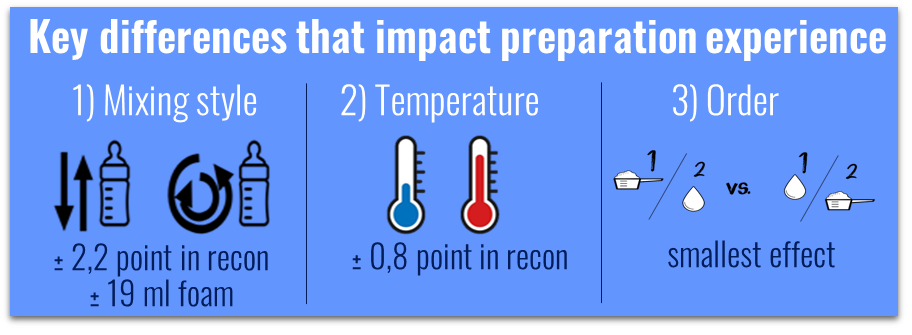 Key differences that impact preparation experience
1) Mixing style
± 2,2 point in recon
± 19 ml foam
2) Temperature
± 0,8 point in recon
3) Order
1 / 2 vs. 1 / 2
smallest effect